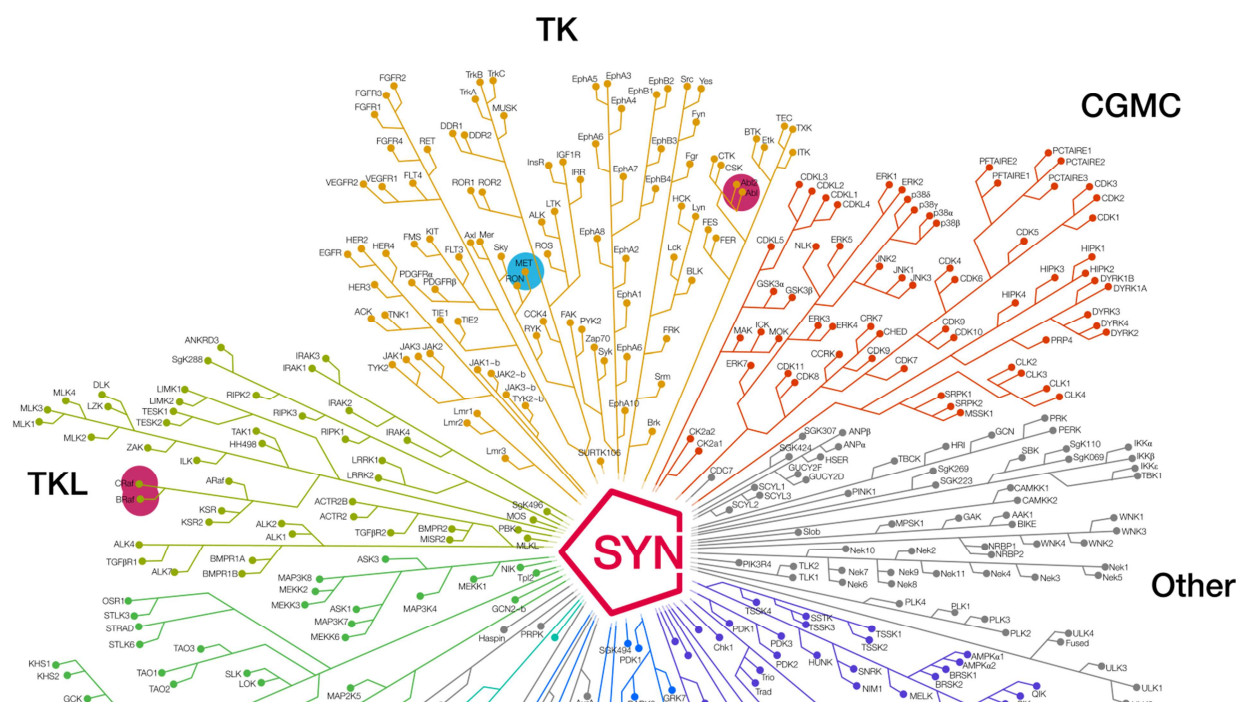 TK
CGMC
TKL
Other
SYN
FGFR2
FGFR3
FGFR1
FGFR4
RET
VEGFR2
VEGFR1
FLT4
TrkB
TrkC
TrkA
MUSK
DDR1
DDR2
ROR1
ROR2
InsR
IGF1R
IRR
LTK
ALK
ROS
HER2
EGFR
HER4
HER3
FMS
KIT
FLT3
Axl
Mer
Sky
MET
RON
PDGFRα
PDGFRβ
ACK
TNK1
TIE1
TIE2
CCK4
RYK
FAK
PYK2
Zap70
Syk
JAK3
JAK2
JAK1
TYK2
JAK1~b
JAK2~b
JAK3~b
TYK2~b
Lmr1
Lmr2
Lmr3
SURTK106
EphA5
EphA3
EphA4
EphA6
EphA7
EphA8
EphA2
EphA1
EphA6
EphA10
EphB2
EphB1
EphB3
EphB4
Src
Yes
Fyn
Fgr
HCK
Lyn
Lck
BLK
FES
FER
FRK
Srm
Brk
CTK
CSK
Abl2
Abl
BTK
TEC
TXK
Etk
ITK
CDKL3
CDKL2
CDKL1
CDKL4
CDKL5
NLK
ERK5
ERK1
ERK2
p38δ
p38γ
p38α
p38β
JNK2
JNK1
JNK3
GSK3α
GSK3β
MAK
ICK
MOK
ERK3
ERK4
ERK7
CRK7
CHED
CCRK
CDK9
CDK7
CDK11
CDK8
CK2a2
CK2a1
PCTAIRE1
PCTAIRE2
PCTAIRE3
PFTAIRE2
PFTAIRE1
CDK3
CDK2
CDK1
CDK5
CDK4
CDK6
CDK9
CDK10
HIPK1
HIPK2
HIPK3
HIPK4
DYRK1B
DYRK1A
DYRK3
DYRK4
DYRK2
PRP4
CLK2
CLK3
CLK1
CLK4
SRPK1
SRPK2
MSSK1
ANKRD3
SgK288
DLK
MLK4
LZK
MLK3
MLK1
MLK2
LIMK1
LIMK2
TESK1
TESK2
RIPK2
RIPK3
RIPK1
IRAK3
IRAK1
IRAK2
IRAK4
ZAK
TAK1
HH498
ILK
LRRK1
LRRK2
CRaf
BRaf
ARaf
KSR
KSR2
ACTR2B
ACTR2
TGFβR2
BMPR2
MISR2
ALK2
ALK1
ALK4
TGFβR1
ALK7
BMPR1A
BMPR1B
SgK496
MOS
PBK
MLKL
NIK
Tpl2
ASK3
MAP3K8
MEKK2
MEKK3
ASK1
MAP3K7
MEKK6
MAP3K4
MEKK1
GCN2~b
OSR1
STLK3
STRAD
STLK6
TAO3
TAO1
TAO2
SLK
LOK
MAP2K5
KHS1
KHS2
GCK
Haspin
PRPK
SGK494
PDK1
GRK7
SGK307
ANPβ
ANPα
SGK424
HSER
GUCY2F
GUCY2D
CDC7
SCYL1
SCYL3
SCYL2
TBCK
PINK1
HRI
GCN
PRK
PERK
SBK
SgK110
SgK069
SgK269
SGK223
IKKα
IKKβ
IKKε
TBK1
CAMKK1
CAMKK2
Slob
MPSK1
GAK
AAK1
BIKE
WNK1
WNK3
WNK4
WNK2
NRBP1
NRBP2
PIK3R4
TLK2
TLK1
Nek10
Nek2
Nek7
Nek6
Nek9
Nek8
Nek11
Nek4
Nek3
Nek1
Nek5
PLK4
PLK1
PLK3
PLK2
ULK4
Fused
ULK3
ULK1
TSSK4
SSTK
TSSK3
TSSK1
TSSK2
PDK1
Chk1
PDK3
PDK2
Trio
Trad
HUNK
SNRK
NIM1
AMPKα1
AMPKα2
BRSK1
BRSK2
MELK
QIK